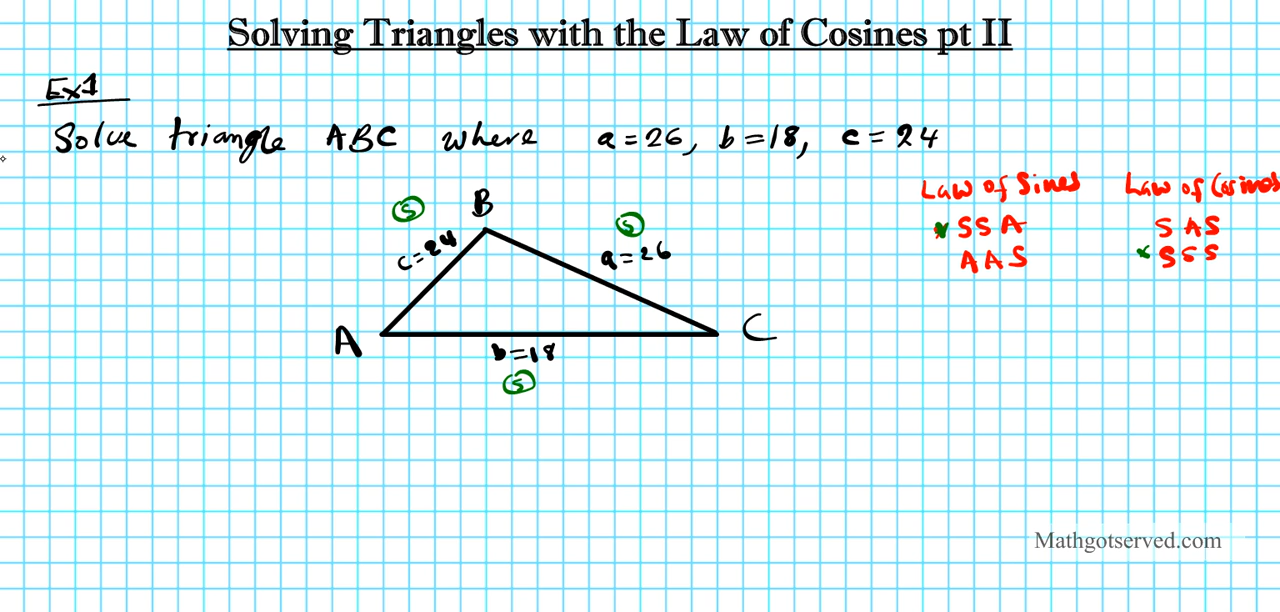 Solving Triangles with the Law of Cosines pt II
Ex1
Solve triangle ABC where a = 26, b = 18, c = 24
Law of Sines
* SSA
AAS
Law of Cosines
SAS
* SSS
S
B
S
c = 24
a = 26
A
C
b = 18
S
Mathgotserved.com